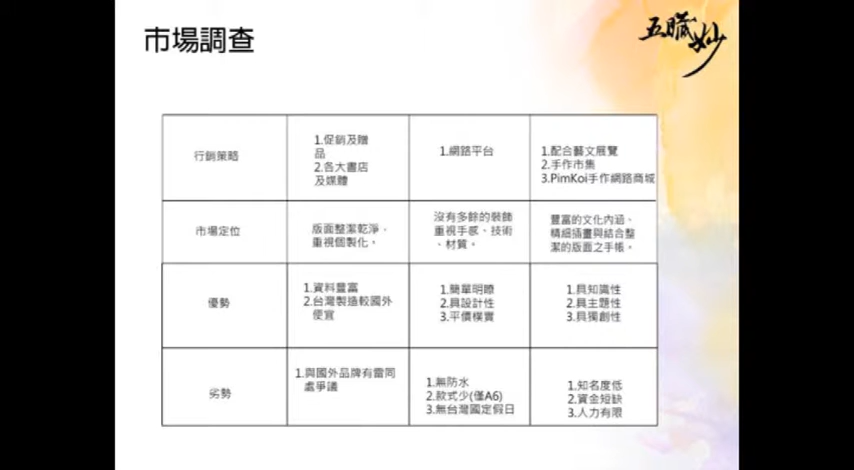 市場調查
五臟妙
行銷策略
1.促銷及贈
品
2.各大書店
及媒體
1.網路平台
1.配合藝文展覽
2.手作市集
3.PimKoi手作網路商城
市場定位
版面整潔乾淨、
重視個製化。
沒有多餘的裝飾
重視手感、技術
、材質。
豐富的文化內涵、
精細插畫與結合整
潔的版面之手帳。
優勢
1.資料豐富
2.台灣製造較國外
便宜
1.簡單明瞭
2.具設計性
3.平價樸實
1.具知識性
2.具主題性
3.具獨創性
劣勢
1.與國外品牌有雷同
處爭議
1.無防水
2.款式少(僅A6)
3.無台灣國定假日
1.知名度低
2.資金短缺
3.人力有限